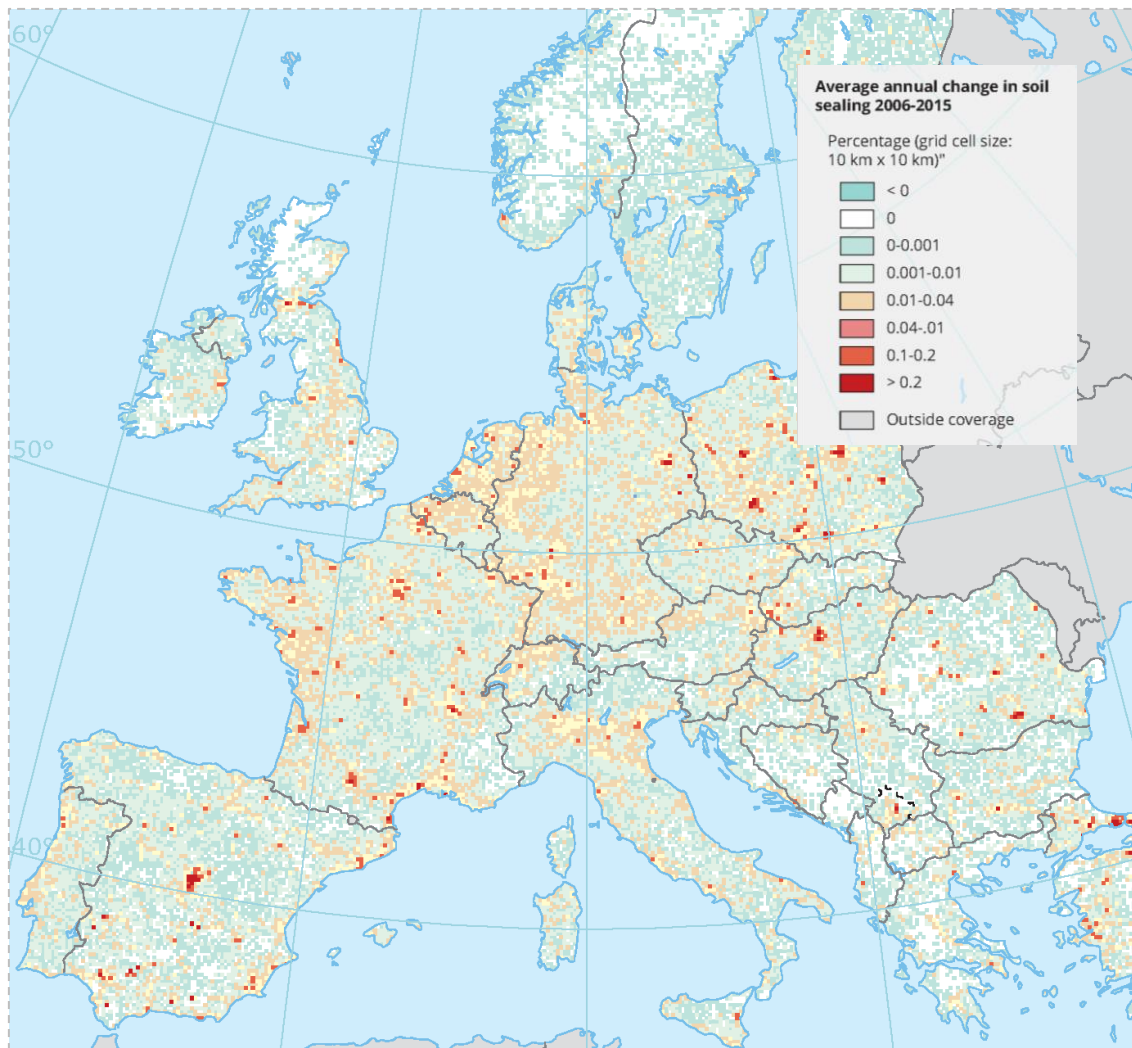 60°
Average annual change in soil
sealing 2006-2015
Percentage (grid cell size:
10 km x 10 km)"
< 0
0
0-0.001
0.001-0.01
0.01-0.04
0.04-.01
0.1-0.2
> 0.2
Outside coverage
50°
40°